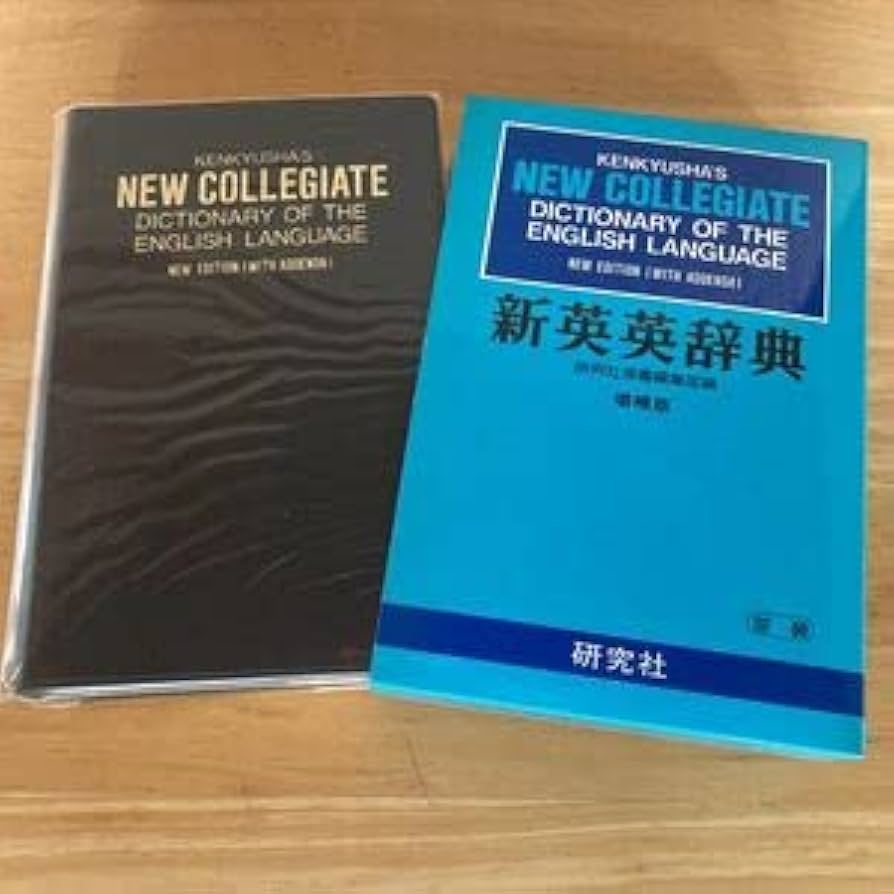 KENKYUSHA'S
NEW COLLEGIATE
DICTIONARY OF THE
ENGLISH LANGUAGE
NEW EDITION (WITH ADDENDA)
KENKYUSHA'S
NEW COLLEGIATE
DICTIONARY OF THE
ENGLISH LANGUAGE
NEW EDITION (WITH ADDENDA)
新英英辞典
増補版
研究社